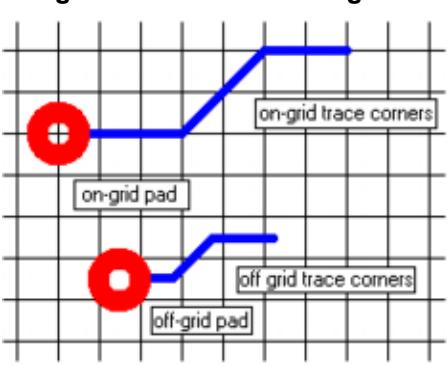 on-grid trace corners
on-grid pad
off grid trace corners
off-grid pad